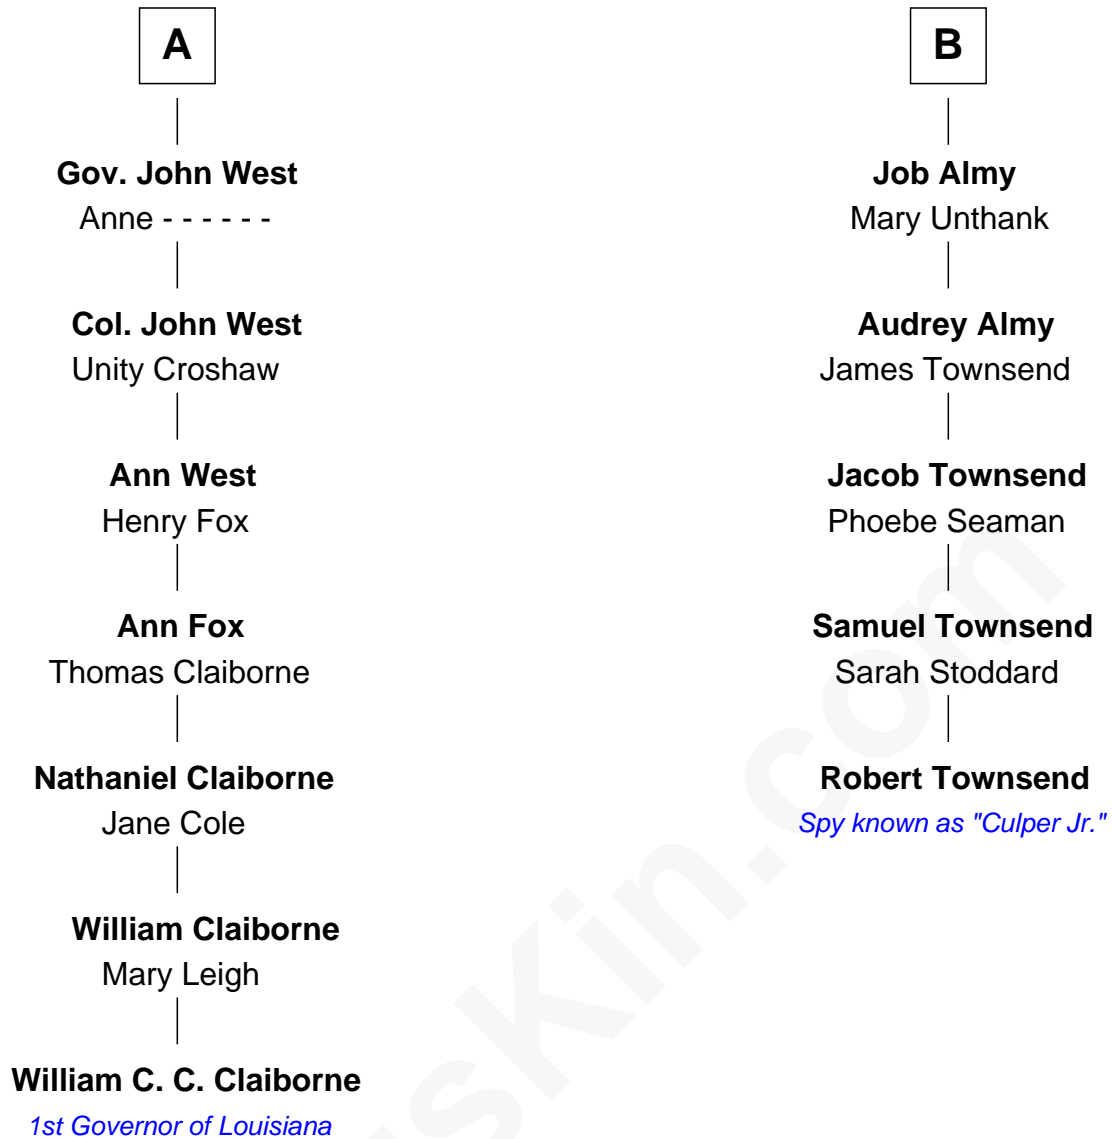 A
Gov. John West
Anne - - - - - -
Col. John West
Unity Croshaw
Ann West
Henry Fox
Ann Fox
Thomas Claiborne
Nathaniel Claiborne
Jane Cole
William Claiborne
Mary Leigh
William C. C. Claiborne
1st Governor of Louisiana
B
Job Almy
Mary Unthank
Audrey Almy
James Townsend
Jacob Townsend
Phoebe Seaman
Samuel Townsend
Sarah Stoddard
Robert Townsend
Spy known as "Culper Jr."
usKin.com